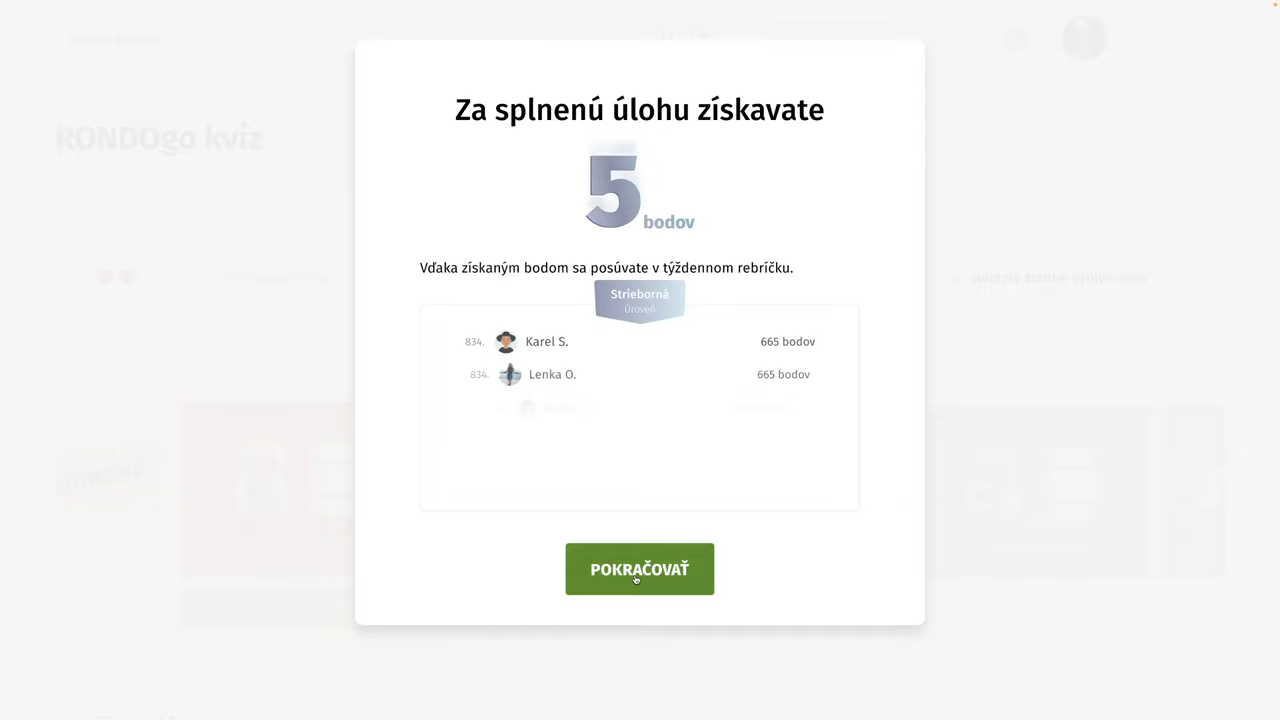 RONDOgo kvíz
Za splnenú úlohu získavate
5 bodov
Vďaka získaným bodom sa posúvate v týždennom rebríčku.
Strieborná
Úroveň
834. Karel S. 665 bodov
834. Lenka O. 665 bodov
POKRAČOVAŤ